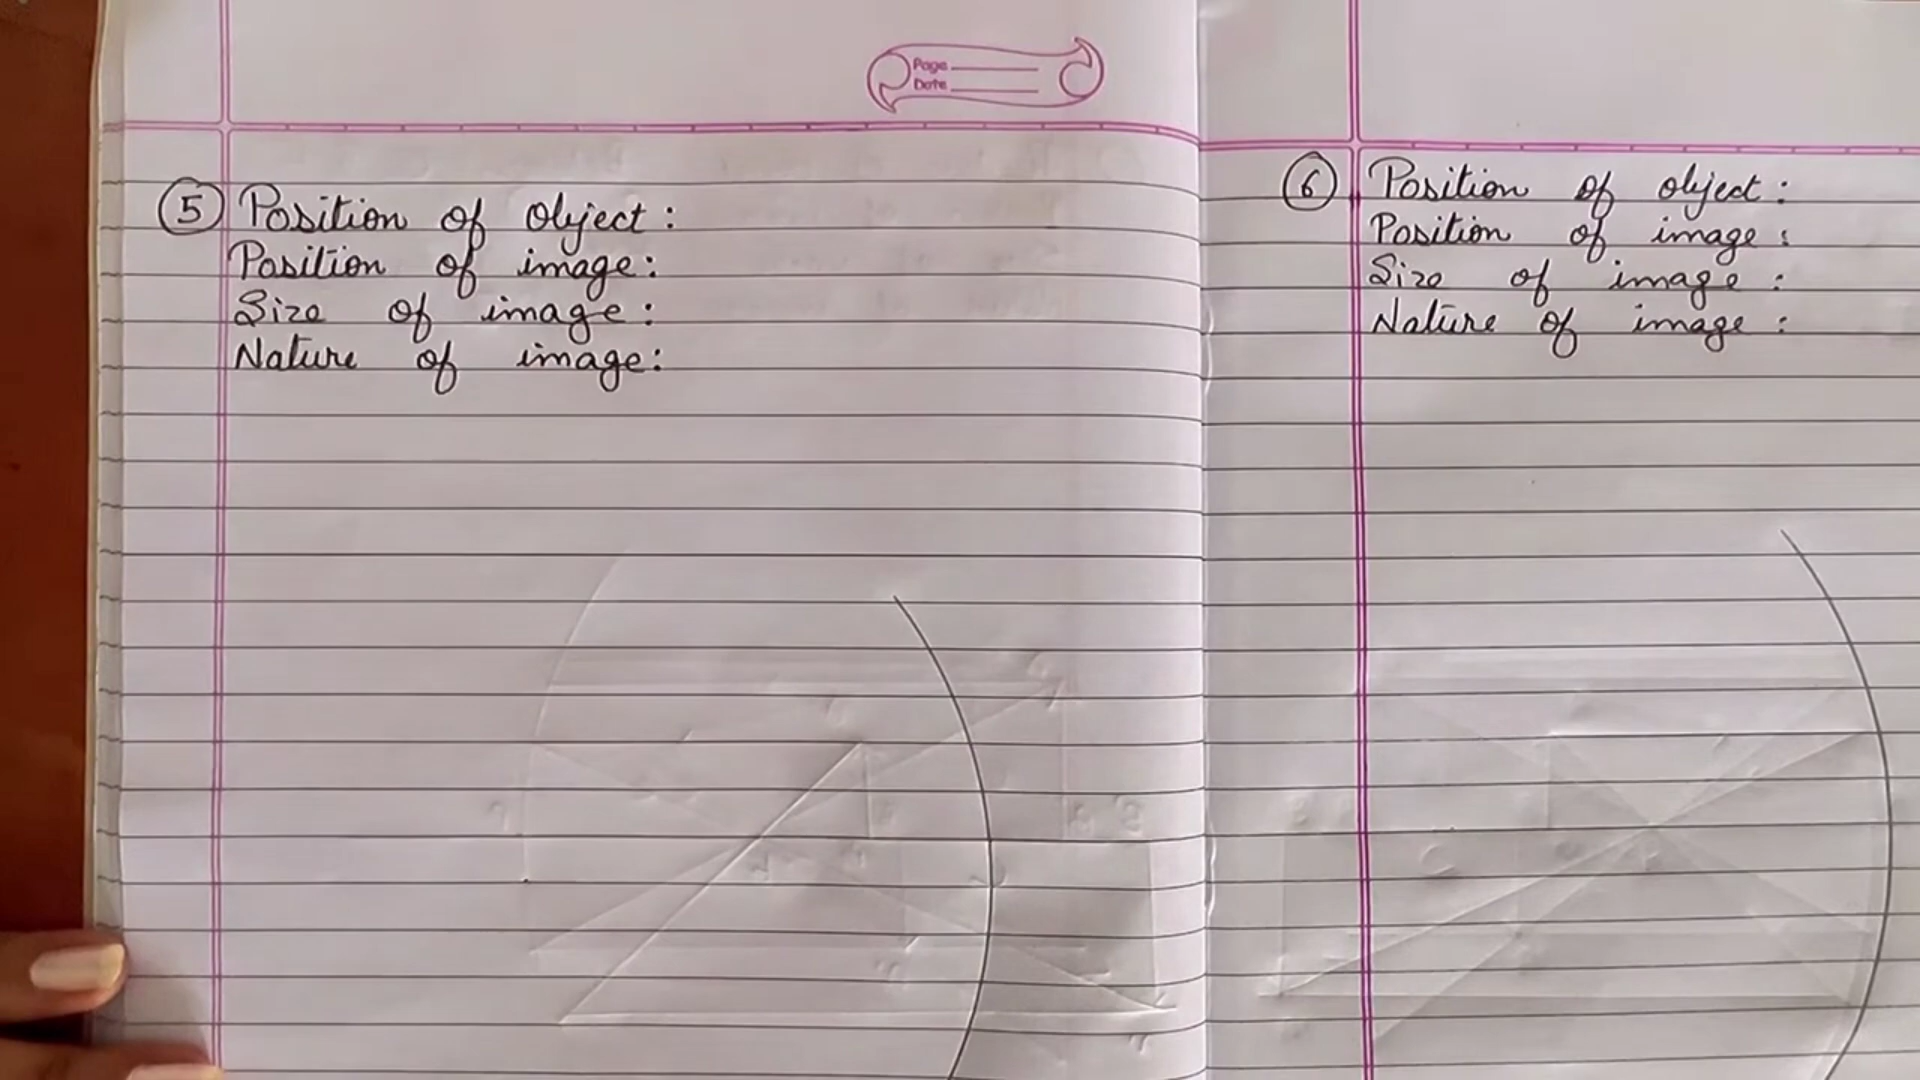 Page
Date
⑤ Position of object :
Position of image :
Size of image :
Nature of image :
⑥ Position of object :
Position of image :
Size of image :
Nature of image :